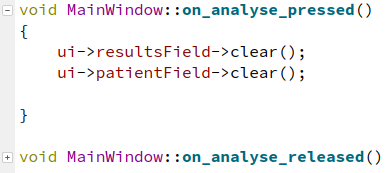 void MainWindow::on_analyse_pressed()
{
    ui->resultsField->clear();
    ui->patientField->clear();

}

void MainWindow::on_analyse_released()